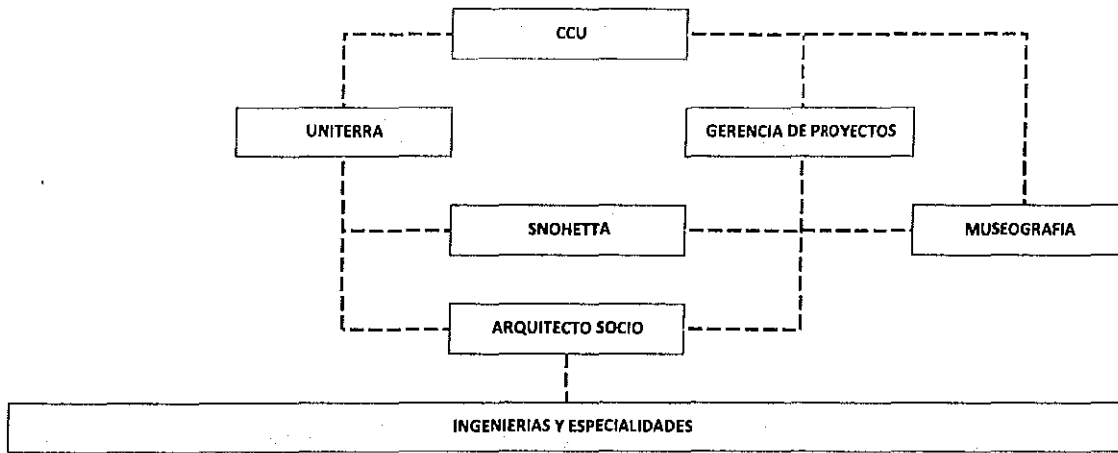 CCU
UNITERRA
GERENCIA DE PROYECTOS
SNOHETTA
MUSEOGRAFIA
ARQUITECTO SOCIO
INGENIERIAS Y ESPECIALIDADES